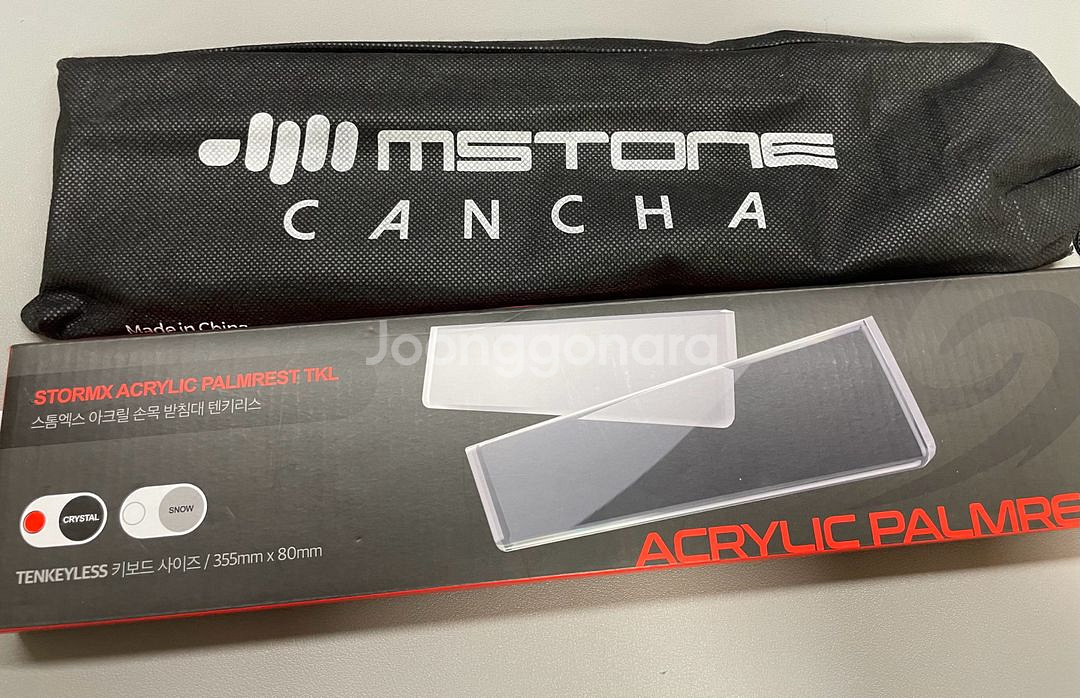 MSTONE
CANCHA
Made in China
Joonggonara
STORMX ACRYLIC PALMREST TKL
스톰엑스 아크릴 손목 받침대 텐키리스
CRYSTAL
SNOW
TENKEYLESS 키보드 사이즈 / 355mm x 80mm
ACRYLIC PALMRE